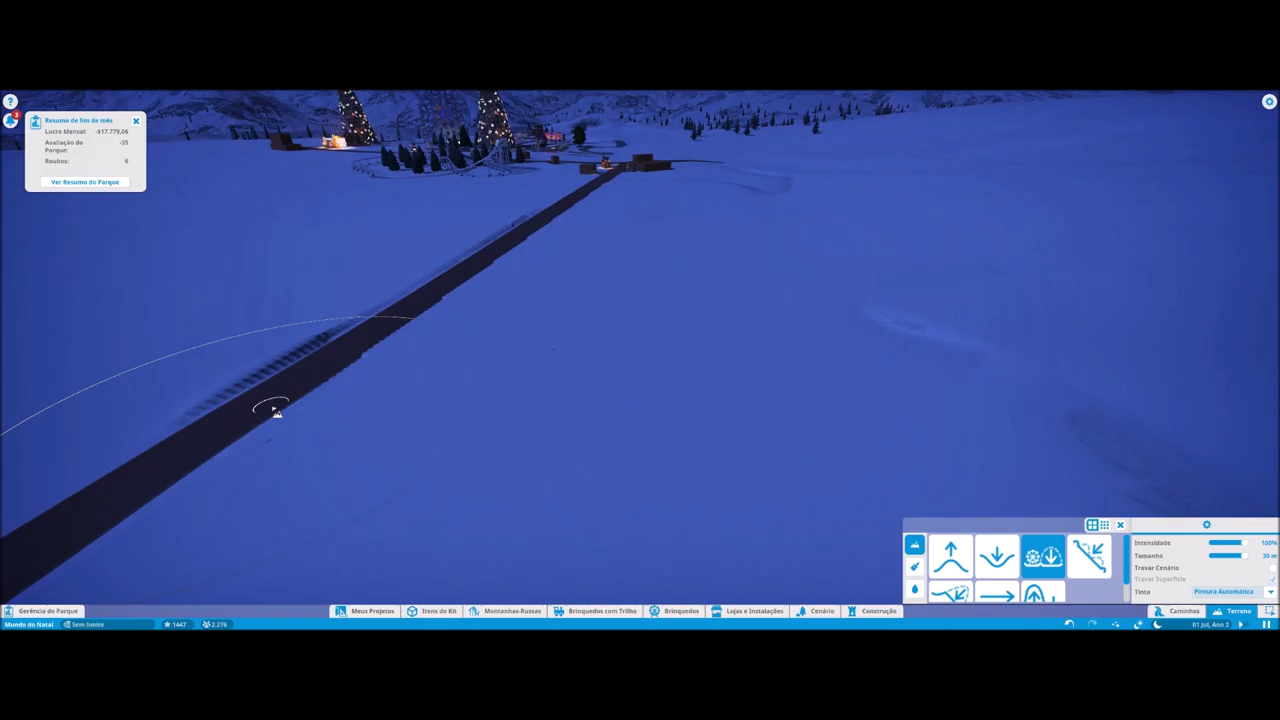 ?
3
Resumo de fim de mês
Lucro Mensal: -$17.779,06
Avaliação do Parque: -35
Roubos: 6
Ver Resumo do Parque
Intensidade 100%
Tamanho 30 m
Travar Cenário
Travar Superfície
Tinta Pintura Automática
Gerência do Parque
Meus Projetos
Itens do Kit
Montanhas-Russas
Brinquedos com Trilho
Brinquedos
Lojas e Instalações
Cenário
Construção
Caminhos
Terreno
Mundo do Natal
Sem limite
1447
2.276
01 Jul, Ano 2